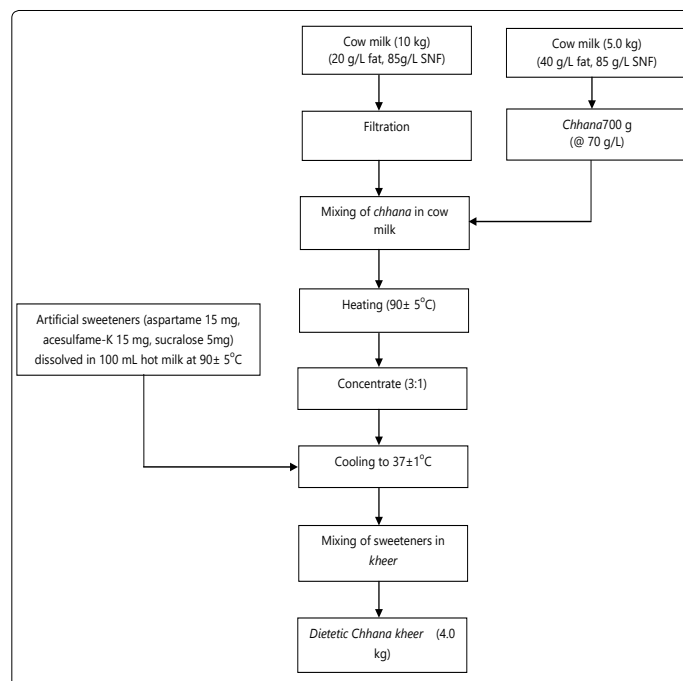 Cow milk (10 kg)
(20 g/L fat, 85g/L SNF)
Cow milk (5.0 kg)
(40 g/L fat, 85 g/L SNF)
Filtration
Chhana700 g
(@ 70 g/L)
Mixing of chhana in cow
milk
Heating (90± 5°C)
Artificial sweeteners (aspartame 15 mg,
acesulfame-K 15 mg, sucralose 5mg)
dissolved in 100 mL hot milk at 90± 5°C
Concentrate (3:1)
Cooling to 37±1°C
Mixing of sweeteners in
kheer
Dietetic Chhana kheer (4.0
kg)